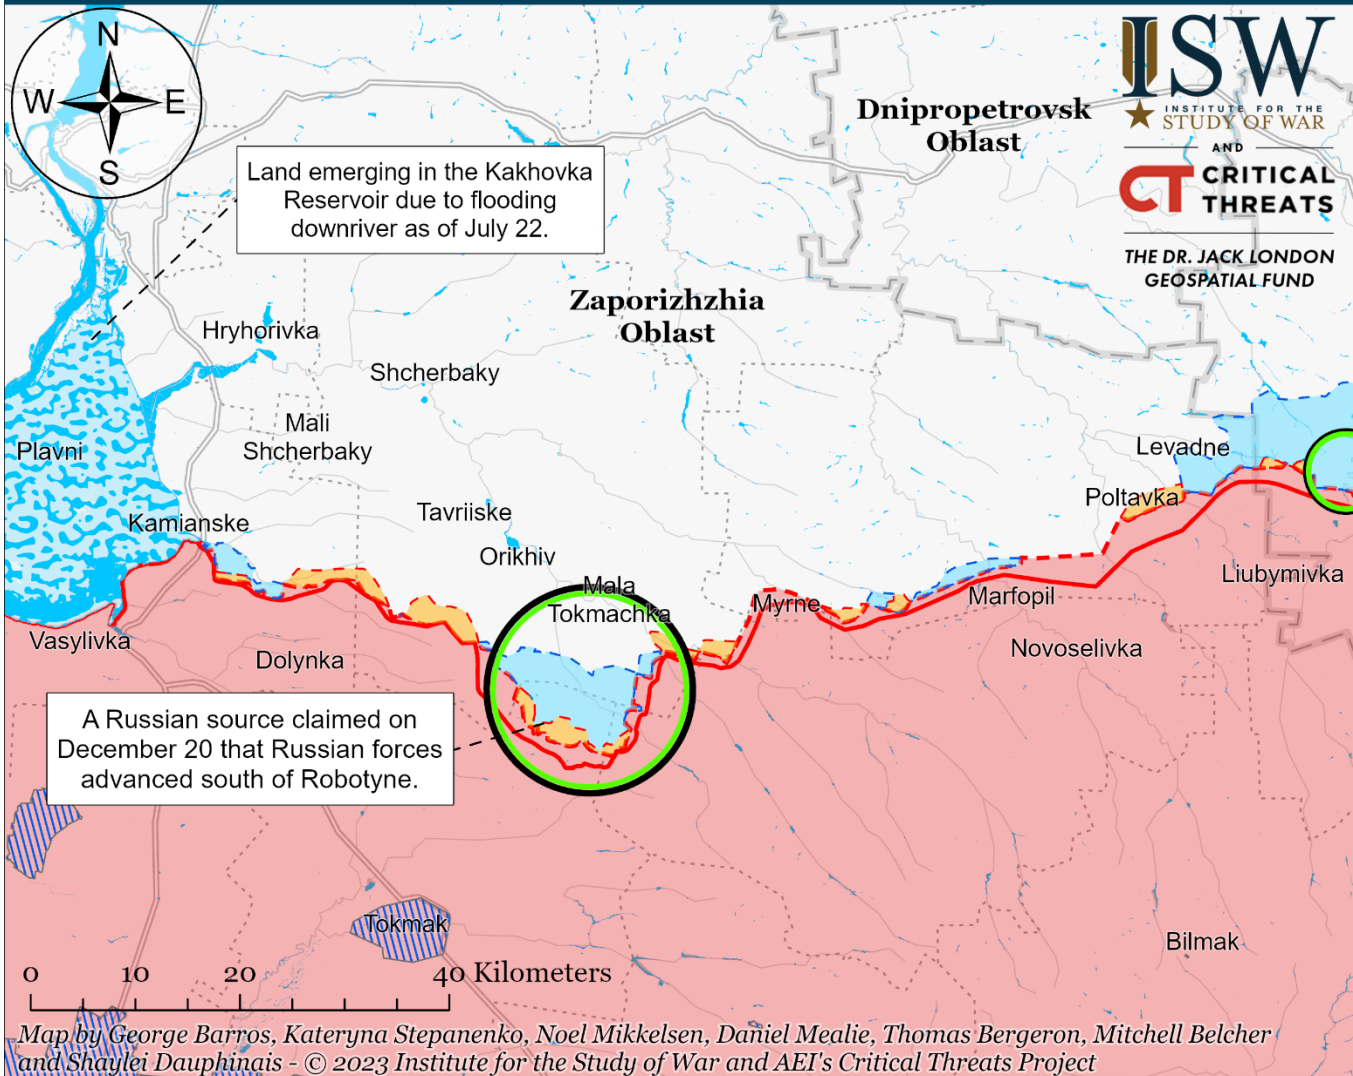 N
W
E
S
ISW
INSTITUTE FOR THE
STUDY OF WAR
AND
CT CRITICAL
THREATS
THE DR. JACK LONDON
GEOSPATIAL FUND
Dnipropetrovsk
Oblast
Land emerging in the Kakhovka
Reservoir due to flooding
downriver as of July 22.
Zaporizhzhia
Oblast
Hryhorivka
Shcherbaky
Mali
Shcherbaky
Plavni
Levadne
Poltavka
Tavriiske
Kamianske
Orikhiv
Mala
Tokmachka
Myrne
Marfopil
Liubymivka
Vasylivka
Dolynka
Novoselivka
A Russian source claimed on
December 20 that Russian forces
advanced south of Robotyne.
Tokmak
Bilmak
0 10 20 40 Kilometers
Map by George Barros, Kateryna Stepanenko, Noel Mikkelsen, Daniel Mealie, Thomas Bergeron, Mitchell Belcher
and Shaylei Dauphinais - © 2023 Institute for the Study of War and AEI's Critical Threats Project